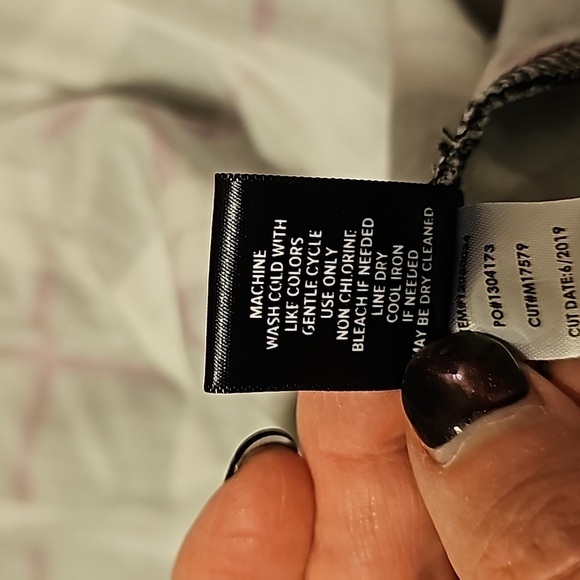 MACHINE
WASH COLD WITH
LIKE COLORS
GENTLE CYCLE
USE ONLY
NON CHLORINE
BLEACH IF NEEDED
LINE DRY
COOL IRON
IF NEEDED
MAY BE DRY CLEANED
PO#1304173
CUT#M17579
CUT DATE:6/2019